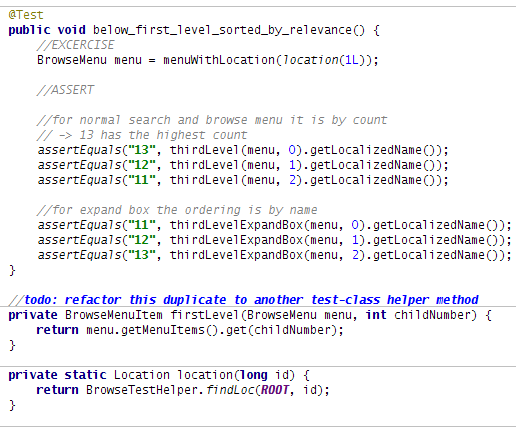 @Test
public void below_first_level_sorted_by_relevance() {
//EXCERCISE
BrowseMenu menu = menuWithLocation(location(1L));
//ASSERT
//for normal search and browse menu it is by count
// -> 13 has the highest count
assertEquals("13", thirdLevel(menu, 0).getLocalizedName());
assertEquals("12", thirdLevel(menu, 1).getLocalizedName());
assertEquals("11", thirdLevel(menu, 2).getLocalizedName());
//for expand box the ordering is by name
assertEquals("11", thirdLevelExpandBox(menu, 0).getLocalizedName());
assertEquals("12", thirdLevelExpandBox(menu, 1).getLocalizedName());
assertEquals("13", thirdLevelExpandBox(menu, 2).getLocalizedName());
}
//todo: refactor this duplicate to another test-class helper method
private BrowseMenuItem firstLevel(BrowseMenu menu, int childNumber) {
return menu.getMenuItems().get(childNumber);
}
private static Location location(long id) {
return BrowseTestHelper.findLoc(ROOT, id);
}